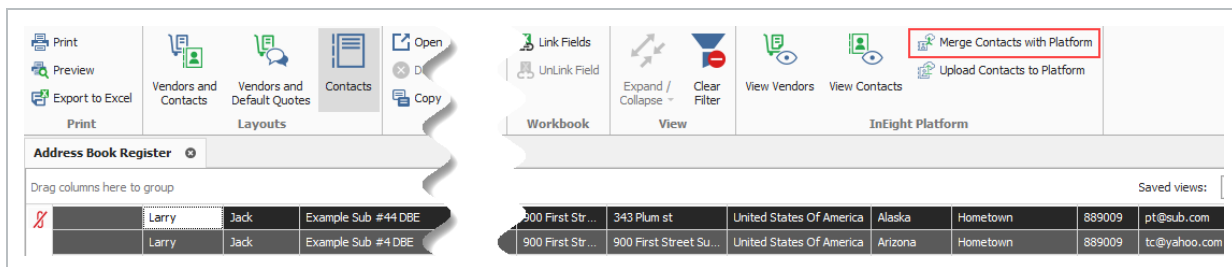 Print
Preview
Export to Excel
Print
Vendors and
Contacts
Vendors and
Default Quotes
Contacts
Layouts
Open
Copy
Link Fields
UnLink Field
Workbook
Expand /
Collapse
Clear
Filter
View
View Vendors
View Contacts
Merge Contacts with Platform
Upload Contacts to Platform
InEight Platform
Address Book Register
Drag columns here to group
Saved views:
Larry Jack Example Sub #44 DBE 900 First Str... 343 Plum st United States Of America Alaska Hometown 889009 pt@sub.com
Larry Jack Example Sub #4 DBE 900 First Str... 900 First Street Su... United States Of America Arizona Hometown 889009 tc@yahoo.com